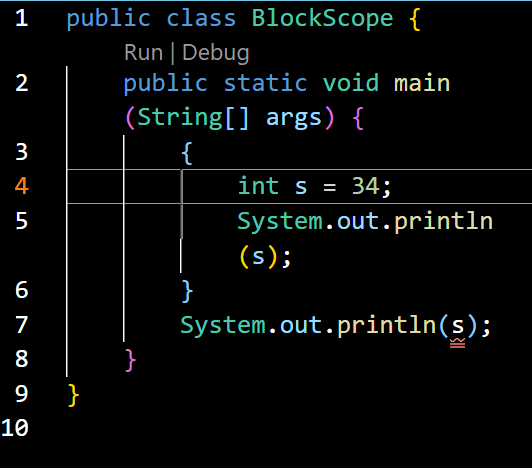 1 public class BlockScope {
Run | Debug
2 public static void main
(String[] args) {
3 {
4 int s = 34;
5 System.out.println
(s);
6 }
7 System.out.println(s);
8 }
9 }
10